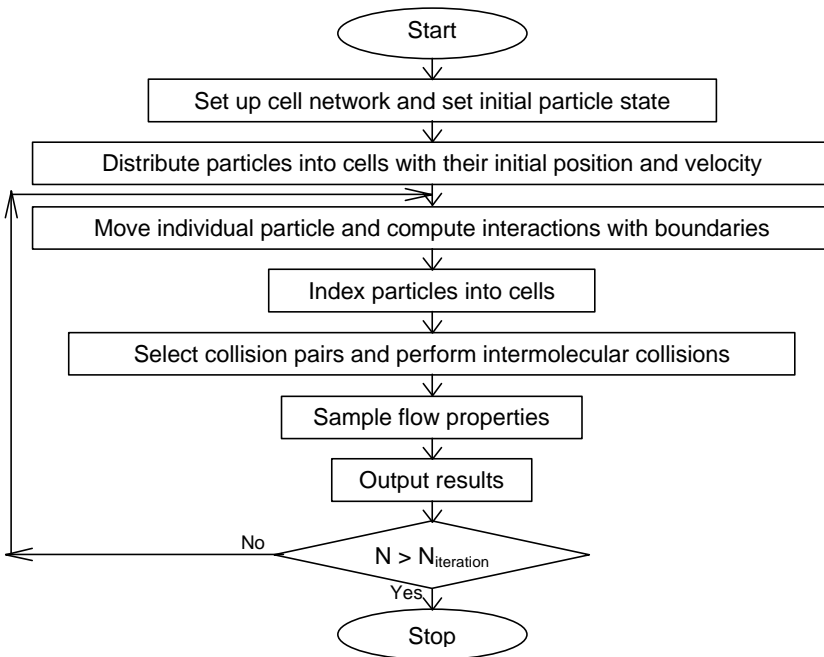 Start
Set up cell network and set initial particle state
Distribute particles into cells with their initial position and velocity
Move individual particle and compute interactions with boundaries
Index particles into cells
Select collision pairs and perform intermolecular collisions
Sample flow properties
Output results
No
N > Niteration
Yes
Stop